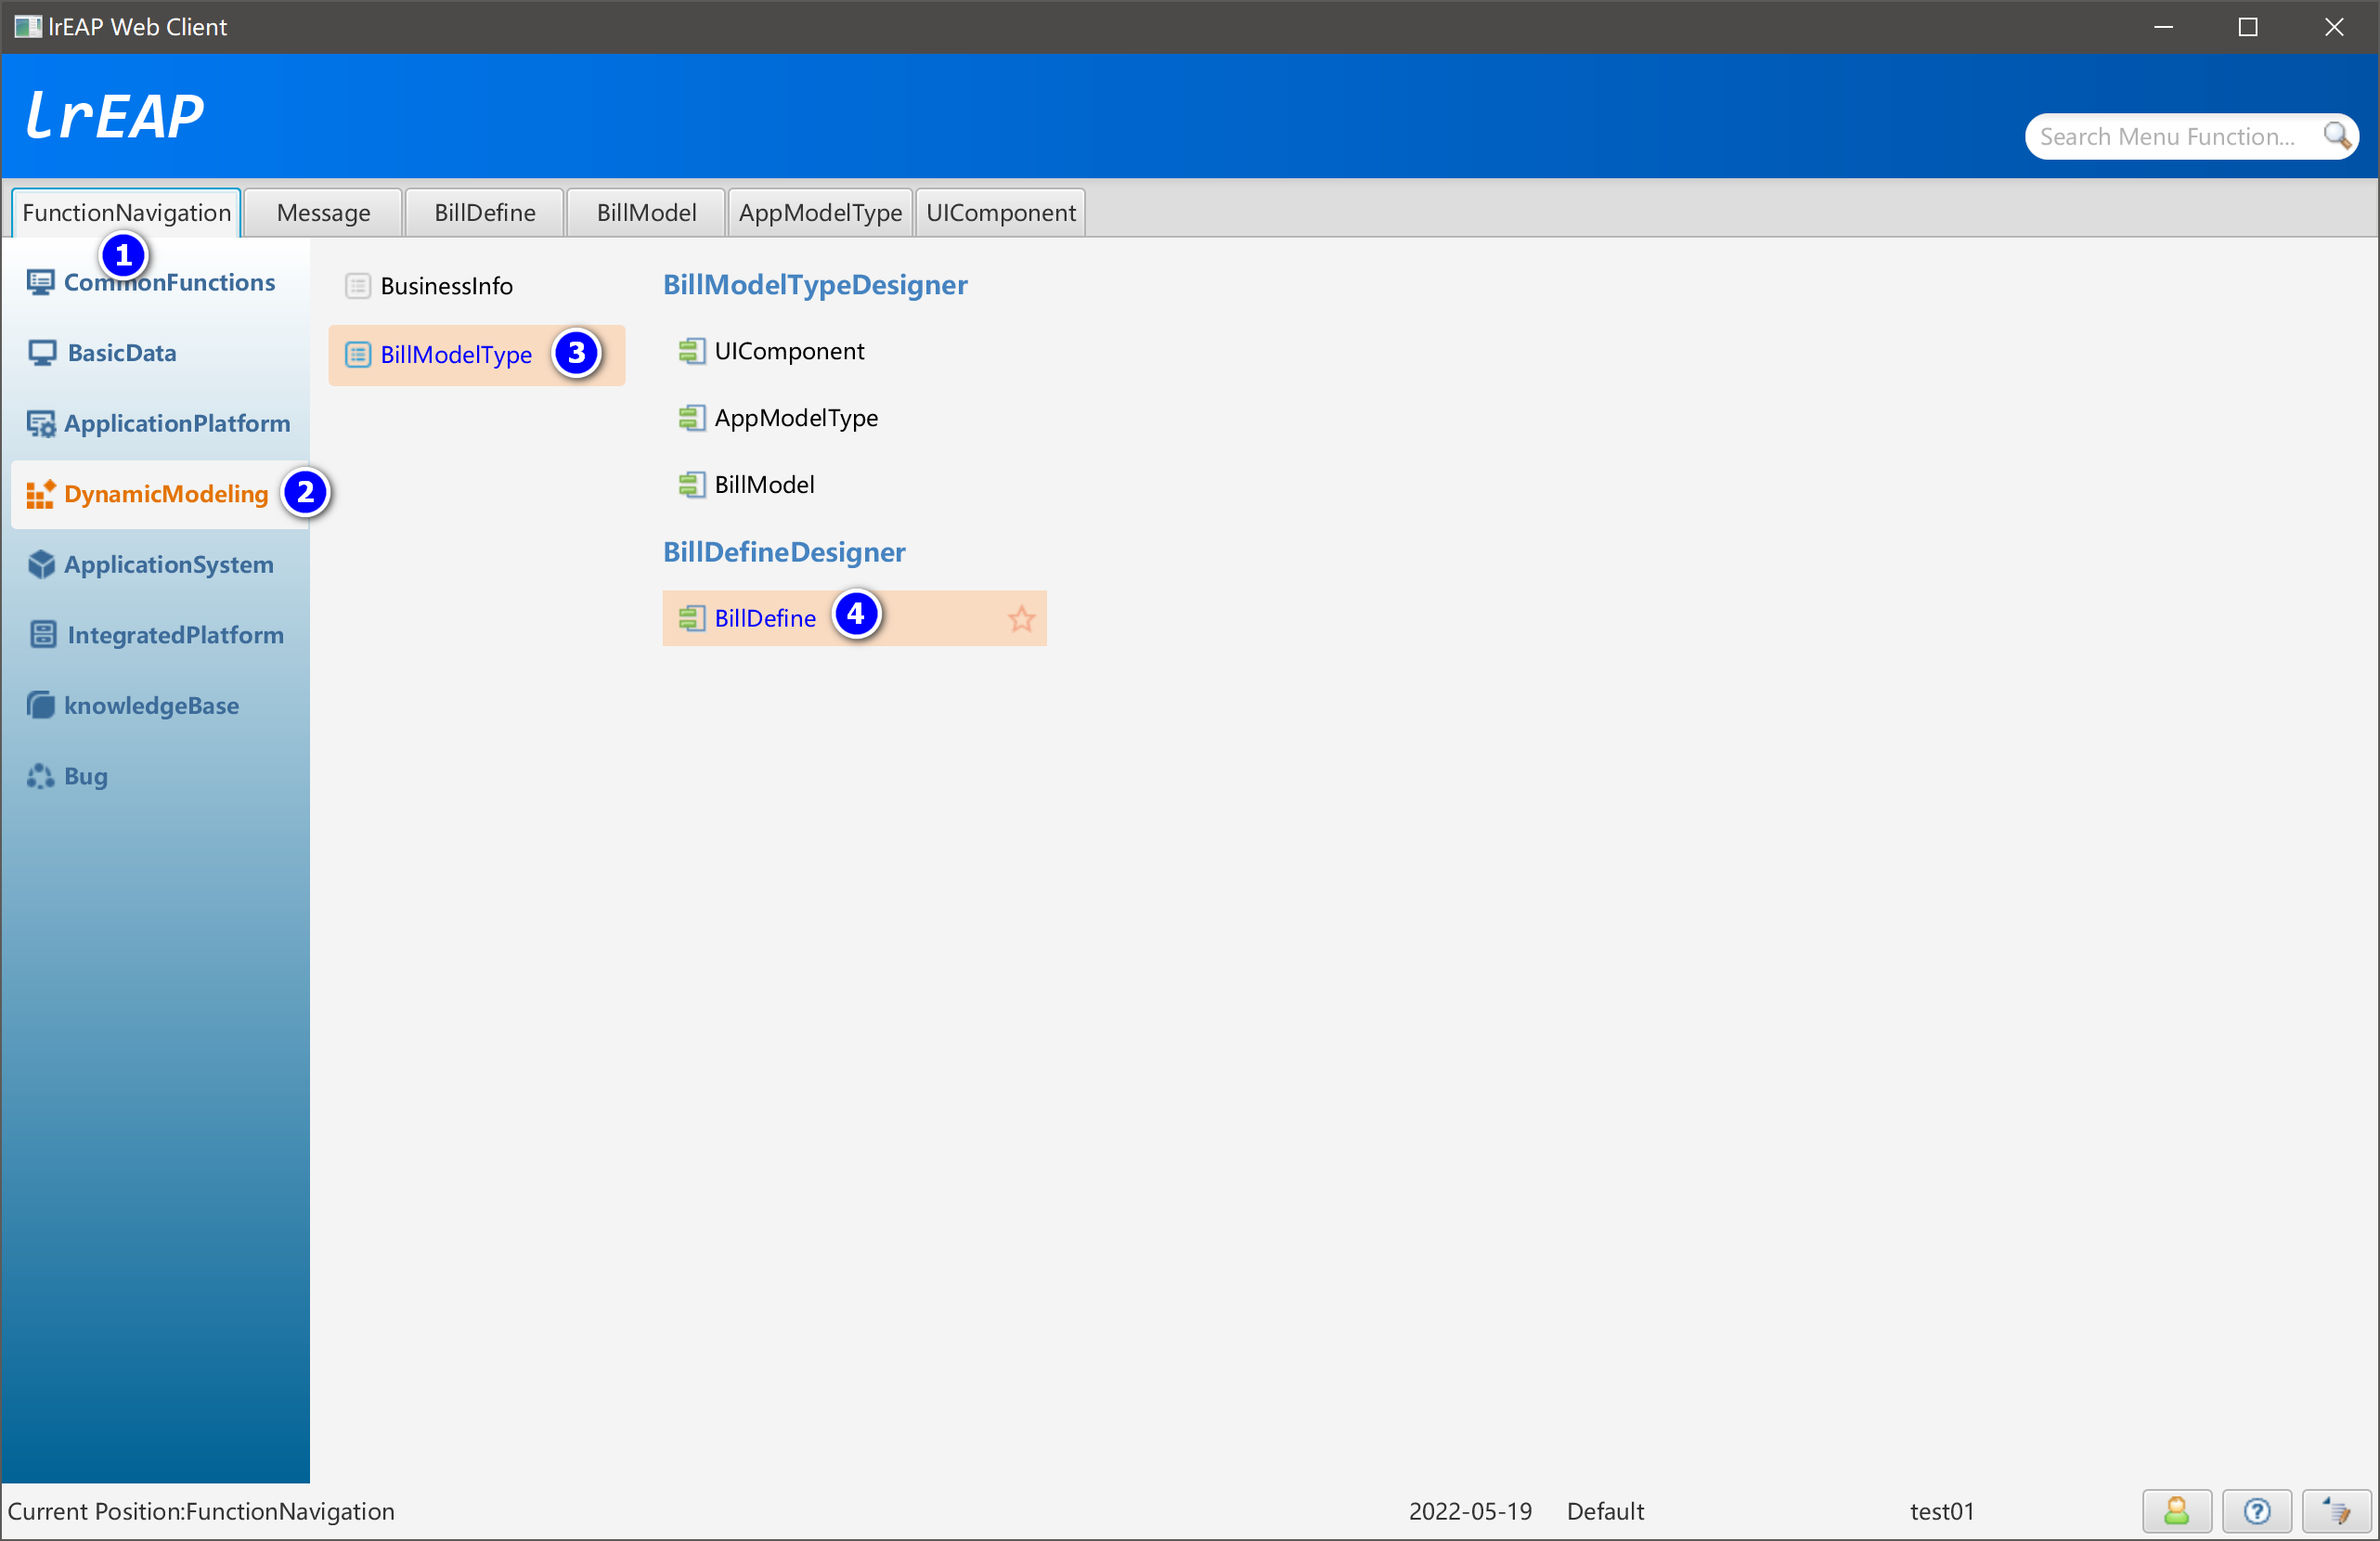 lrEAP Web Client
lrEAP
Search Menu Function...
FunctionNavigation Message BillDefine BillModel AppModelType UIComponent
1
CommonFunctions
BasicData
ApplicationPlatform
DynamicModeling 2
ApplicationSystem
IntegratedPlatform
knowledgeBase
Bug
BusinessInfo
BillModelType 3
BillModelTypeDesigner
UIComponent
AppModelType
BillModel
BillDefineDesigner
BillDefine 4
Current Position:FunctionNavigation 2022-05-19 Default test01